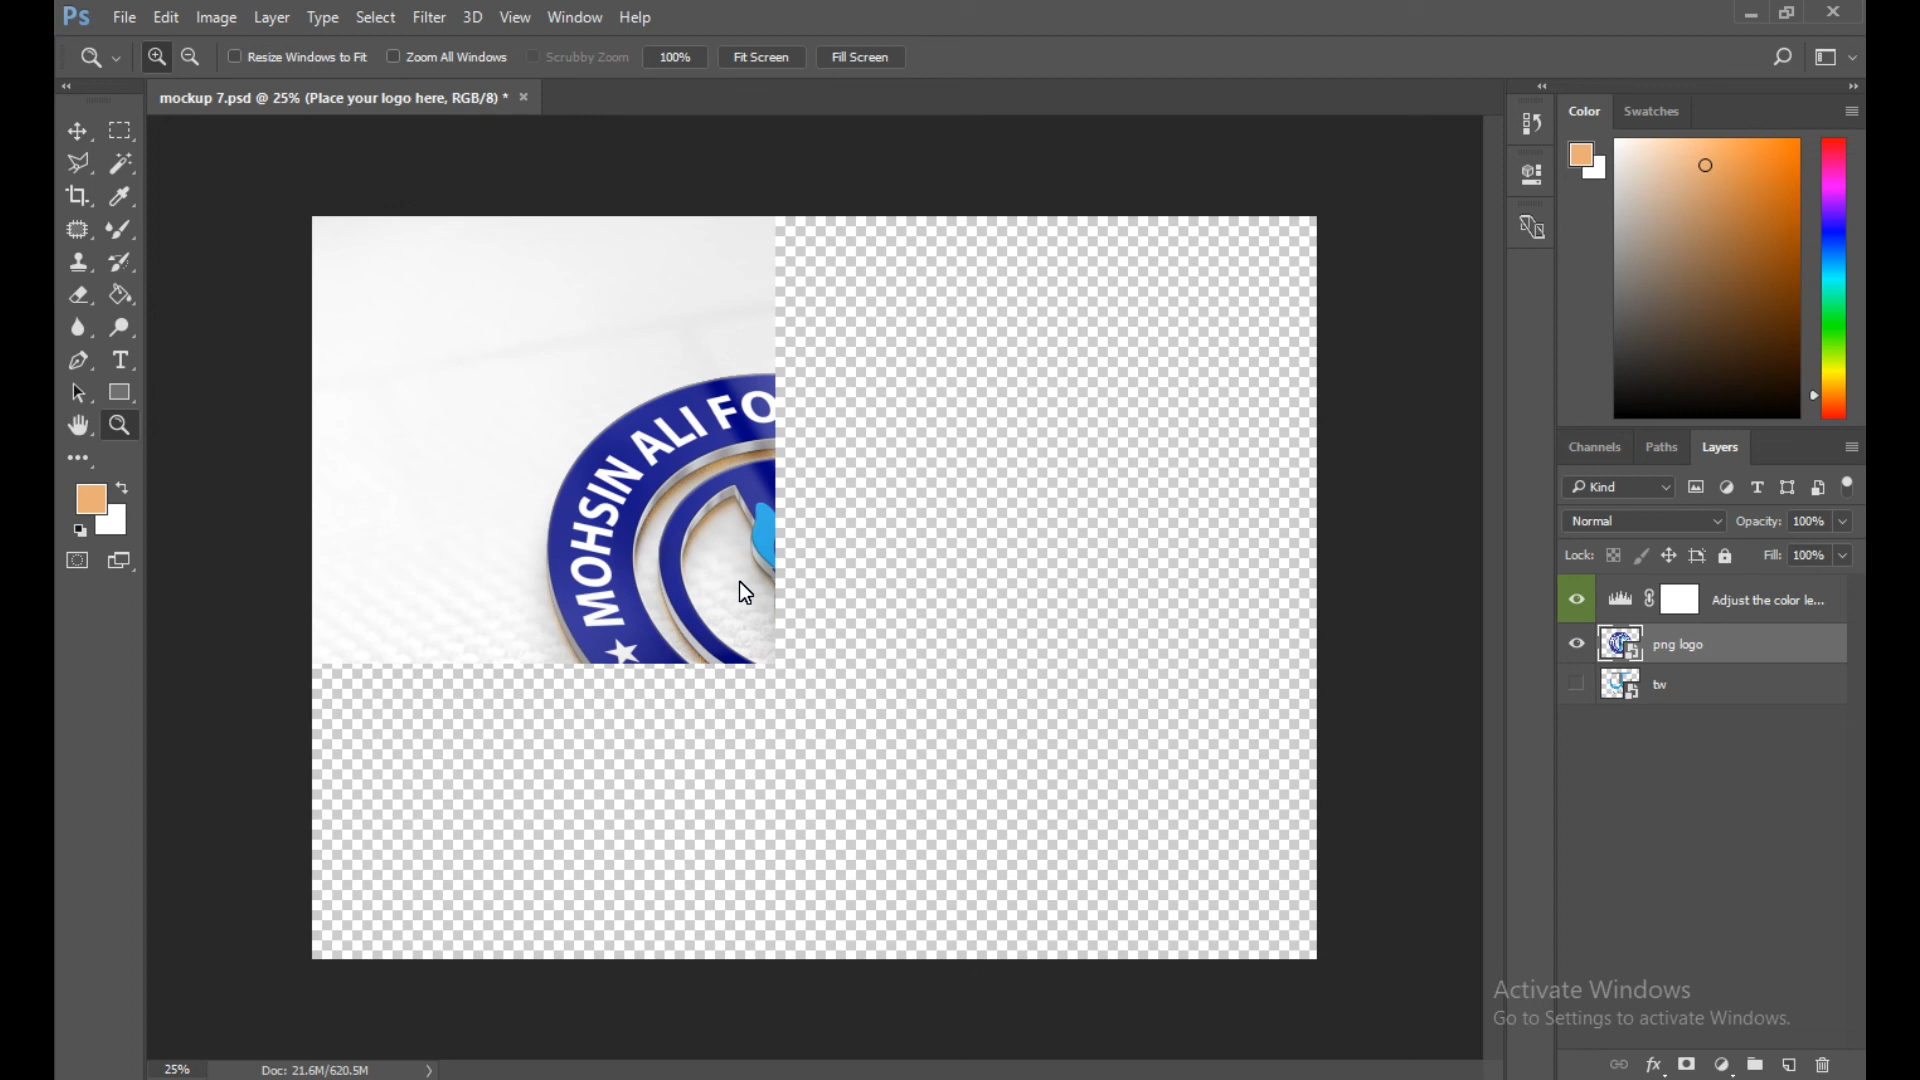 Ps File Edit Image Layer Type Select Filter 3D View Window Help
Resize Windows to Fit Zoom All Windows Scrubby Zoom 100% Fit Screen Fill Screen
mockup 7.psd @ 25% (Place your logo here, RGB/8) *
Color Swatches
MOHSIN ALI FO
Channels Paths Layers
Kind
Normal Opacity: 100%
Lock: Fill: 100%
Adjust the color le...
png logo
tw
Activate Windows
Go to Settings to activate Windows.
25% Doc: 21.6M/620.5M